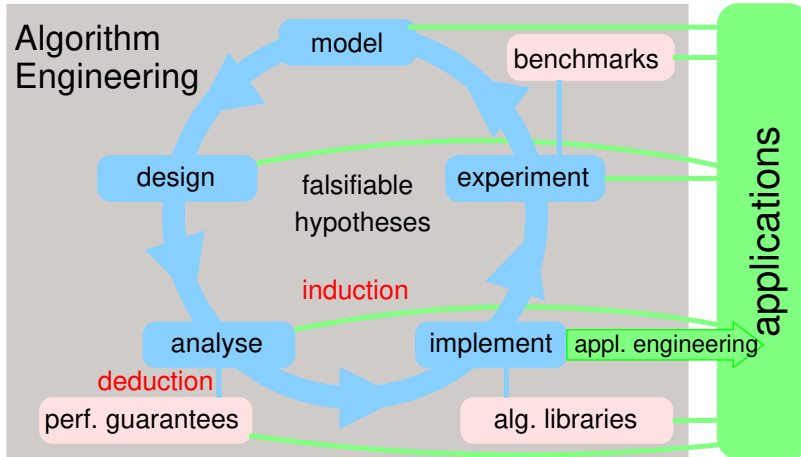 Algorithm
Engineering
model
benchmarks
design
experiment
falsifiable
hypotheses
induction
analyse
implement
appl. engineering
deduction
perf. guarantees
alg. libraries
applications